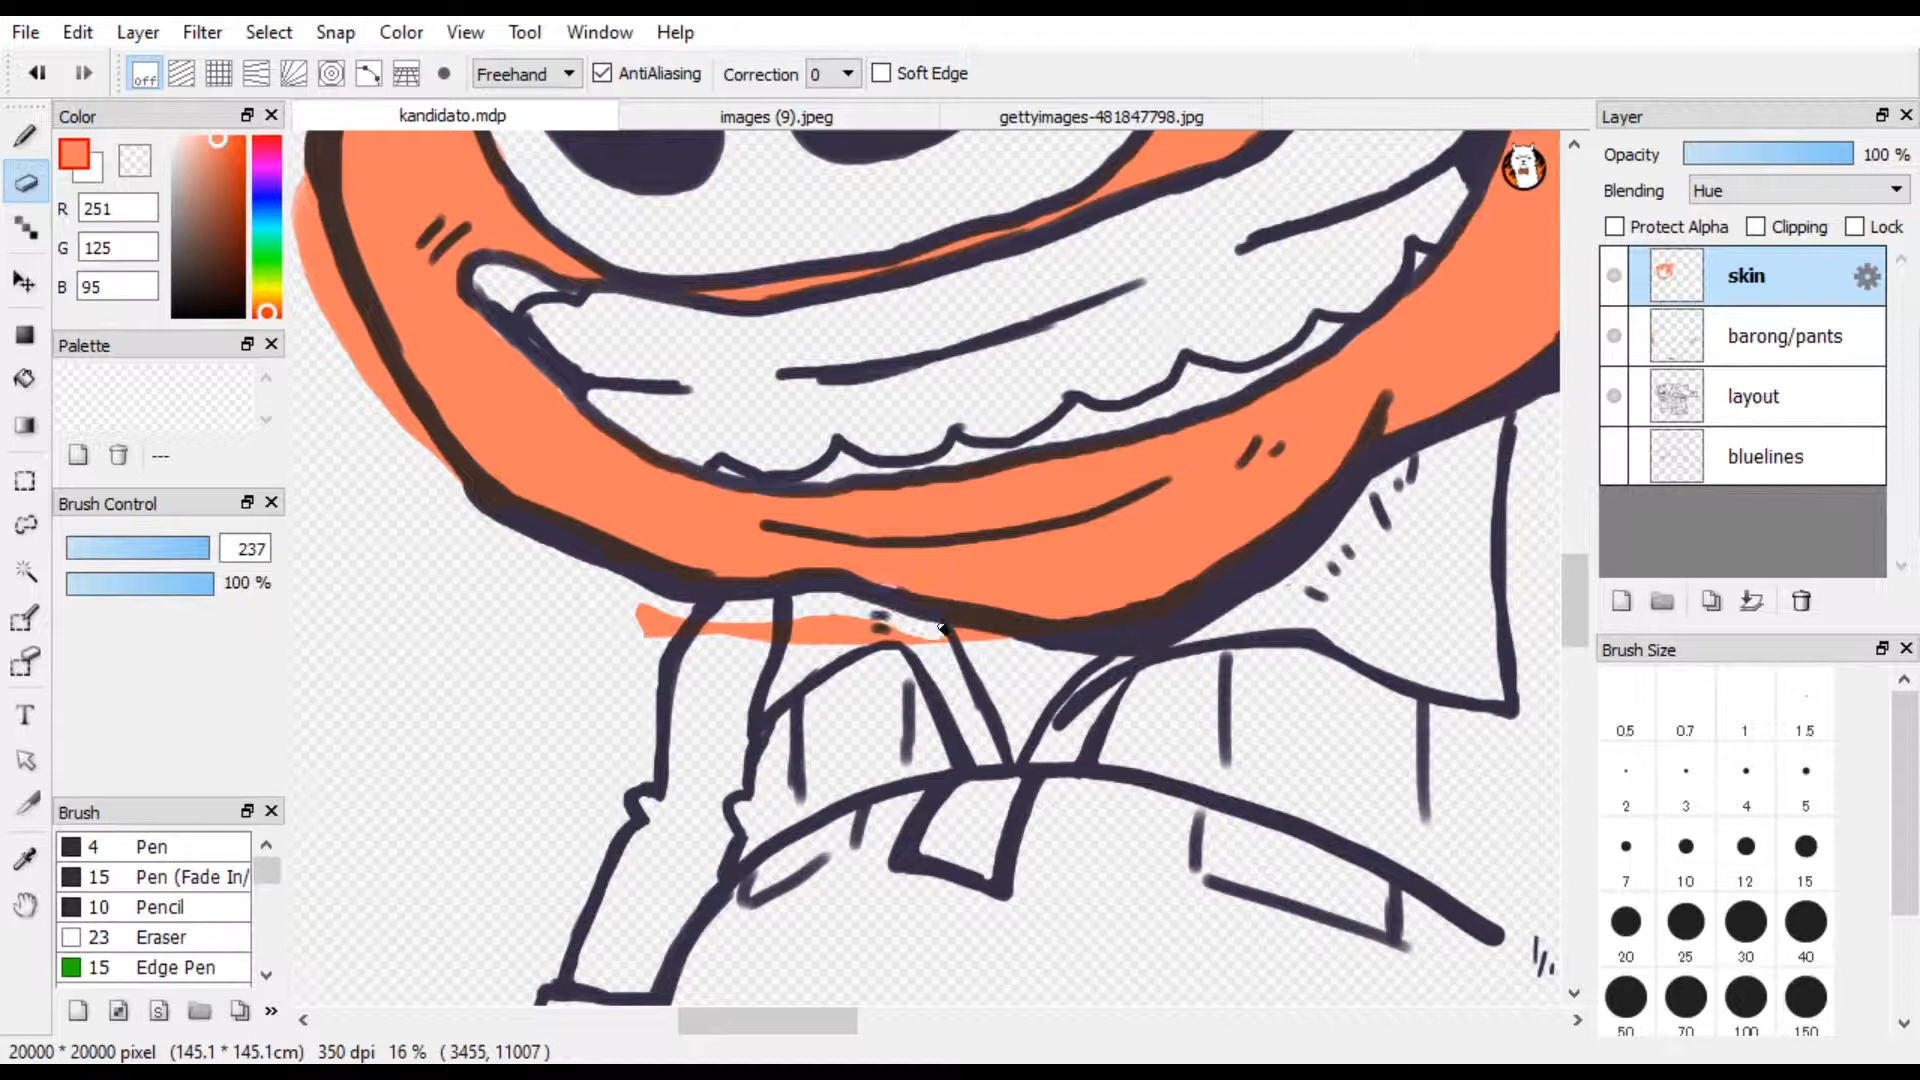 File Edit Layer Filter Select Snap Color View Tool Window Help
off Freehand AntiAliasing Correction 0 Soft Edge
Color
R 251
G 125
B 95
Palette
---
Brush Control
237
100 %
Brush
4 Pen
15 Pen (Fade In/
10 Pencil
23 Eraser
15 Edge Pen
S »
kandidato.mdp images (9).jpeg gettyimages-481847798.jpg
Layer
Opacity 100 %
Blending Hue
Protect Alpha Clipping Lock
skin
barong/pants
layout
bluelines
Brush Size
0.5 0.7 1 1.5
2 3 4 5
7 10 12 15
20 25 30 40
50 70 100 150
20000 * 20000 pixel (145.1 * 145.1cm) 350 dpi 16 % ( 3455, 11007 )